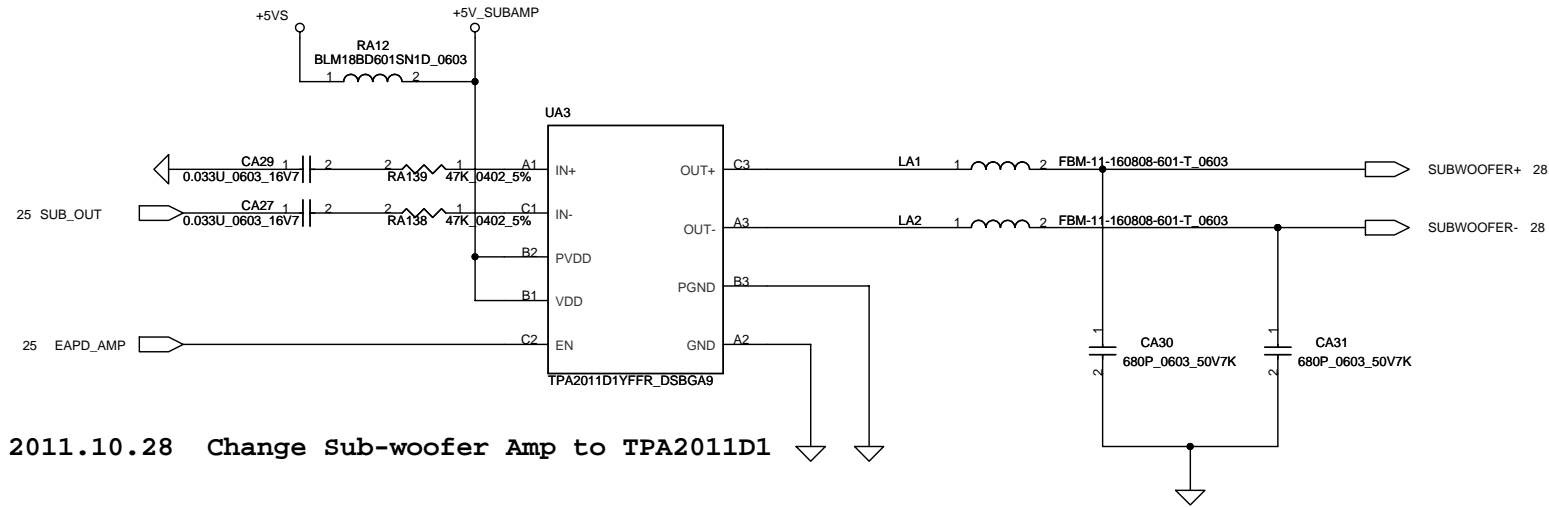 +5VS
+5V_SUBAMP
RA12
BLM18BD601SN1D_0603
1 2
UA3
CA29 1 2 2 1 A1 IN+
0.033U_0603_16V7 RA139 47K_0402_5%
OUT+ C3 LA1 1 2 FBM-11-160808-601-T_0603 SUBWOOFER+ 28
25 SUB_OUT CA27 1 2 2 1 C1 IN-
0.033U_0603_16V7 RA138 47K_0402_5%
OUT- A3 LA2 1 2 FBM-11-160808-601-T_0603 SUBWOOFER- 28
B2 PVDD
PGND B3
B1 VDD
25 EAPD_AMP C2 EN GND A2
TPA2011D1YFFR_DSBGA9
1
CA30
680P_0603_50V7K
2
1
CA31
680P_0603_50V7K
2
2011.10.28 Change Sub-woofer Amp to TPA2011D1